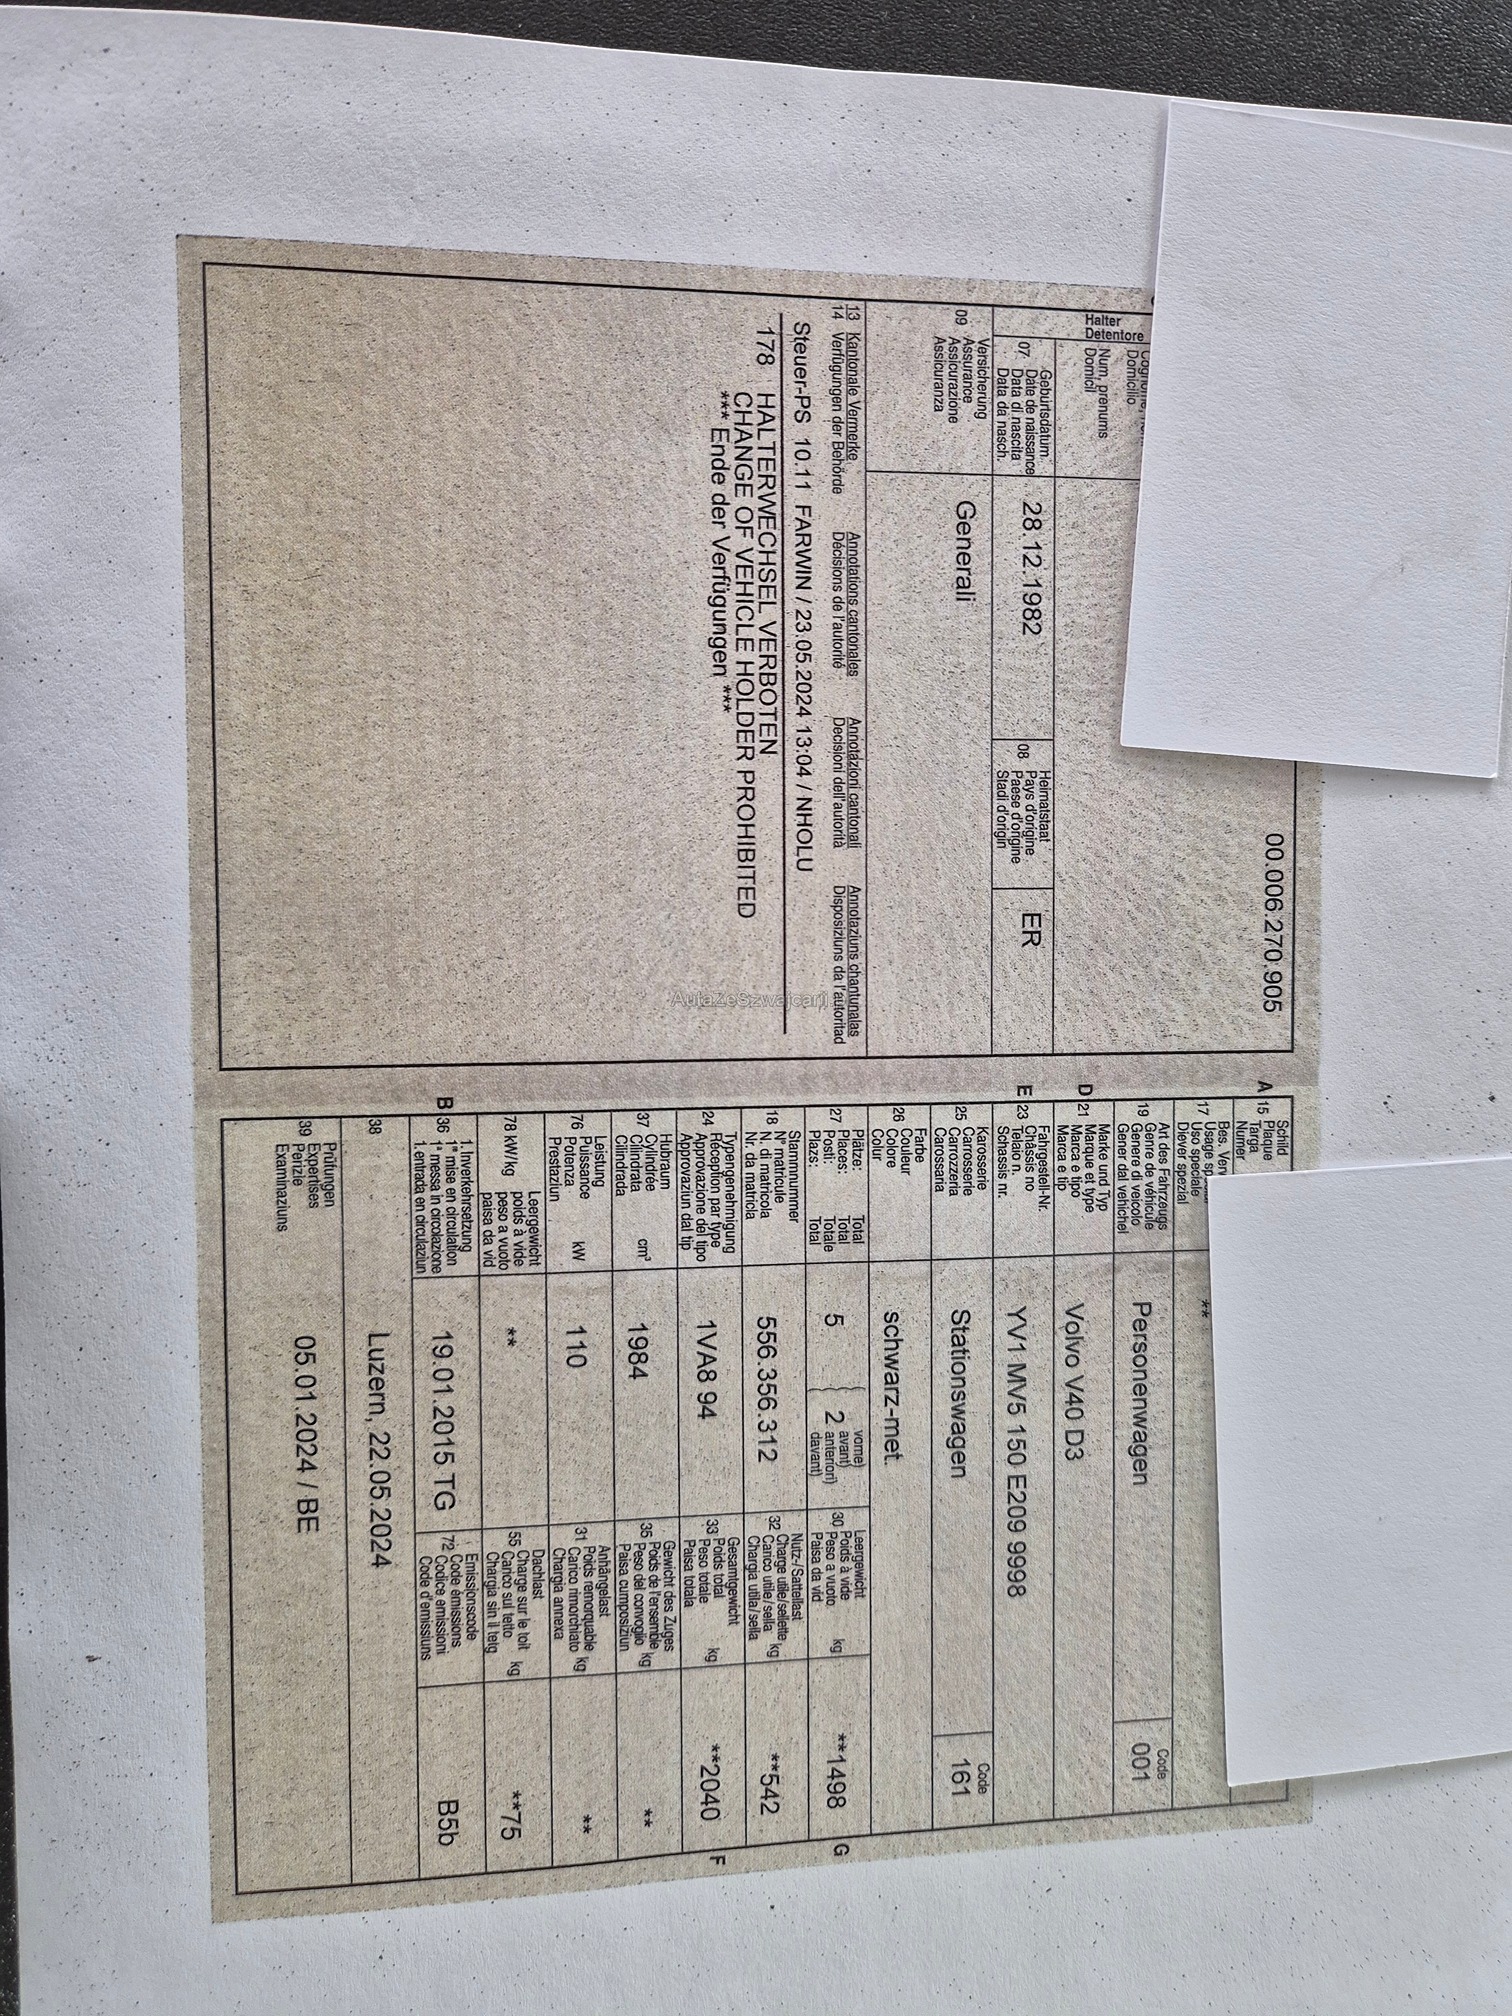 00.006.270.905
Halter
Detentore
Domicilio
Num, prenums
Domicil
07 Geburtsdatum
Date de naissance
Data di nascita
Data da nasch.
28.12.1982
08 Heimatstaat
Pays d'origine
Paese d'origine
Stadi d'origin
ER
09 Versicherung
Assurance
Assicurazione
Assicuranza
Generali
13 Kantonale Vermerke Annotations cantonales Annotazioni cantonali Annotaziuns chantunalas
14 Verfügungen der Behörde Décisions de l'autorité Decisioni dell'autorità Disposiziuns da l'autoritad
Steuer-PS 10.11 FARWIN / 23.05.2024 13:04 / NHOLU
178 HALTERWECHSEL VERBOTEN
CHANGE OF VEHICLE HOLDER PROHIBITED
*** Ende der Verfügungen ***
AutaZeSzwajcarii
A 15 Schild
Plaque
Targa
Numer
17 Bes. Verw
Usage sp
Uso speciale
Diever spezial
**
19 Art des Fahrzeugs
Genre de véhicule
Genere di veicolo
Gener dal vehichel
Personenwagen
Code
001
D 21 Marke und Typ
Marque et type
Marca e tipo
Marca e tip
Volvo V40 D3
E 23 Fahrgestell-Nr.
Châssis no
Telaio n.
Schassis nr.
YV1 MV5 150 E209 9998
25 Karosserie
Carrosserie
Carrozzeria
Carossaria
Stationswagen
Code
161
26 Farbe
Couleur
Colore
Colur
schwarz-met.
27 Plätze: Total
Places: Total
Posti: Totale
Plazs: Total
5
2
vorne)
avant)
anteriori)
davant)
30 Leergewicht
Poids à vide
Peso a vuoto
Paisa da vid
kg
**1498
G
18 Stammnummer
Nº matricule
N. di matricola
Nr. da matricla
556.356.312
32 Nutz-/Sattellast
Charge utile/sellette
Carico utile/sella
Chargia utila/sella
kg
**542
24 Typengenehmigung
Réception par type
Approvazione del tipo
Approvaziun dal tip
1VA8 94
33 Gesamtgewicht
Poids total
Peso totale
Paisa totala
kg
**2040
F
37 Hubraum
Cylindrée
Cilindrata
Cilindrada
cm³
1984
35 Gewicht des Zuges
Poids de l'ensemble
Peso del convoglio
Paisa cumposiziun
kg
**
76 Leistung
Puissance
Potenza
Prestaziun
kW
110
31 Anhängelast
Poids remorquable
Carico rimorchiato
Chargia annexa
kg
**
78 kW/kg
Leergewicht
poids à vide
peso a vuoto
paisa da vid
**
55 Dachlast
Charge sur le toit
Carico sul tetto
Chargia sin il tetg
kg
**75
B 36 1. Inverkehrsetzung
1re mise en circulation
1a messa in circolazione
1. entrada en circulaziun
19.01.2015 TG
72 Emissionscode
Code émissions
Codice emissioni
Code d'emissiuns
B5b
38
Luzern, 22.05.2024
39 Prüfungen
Expertises
Perizie
Examinaziuns
05.01.2024 / BE